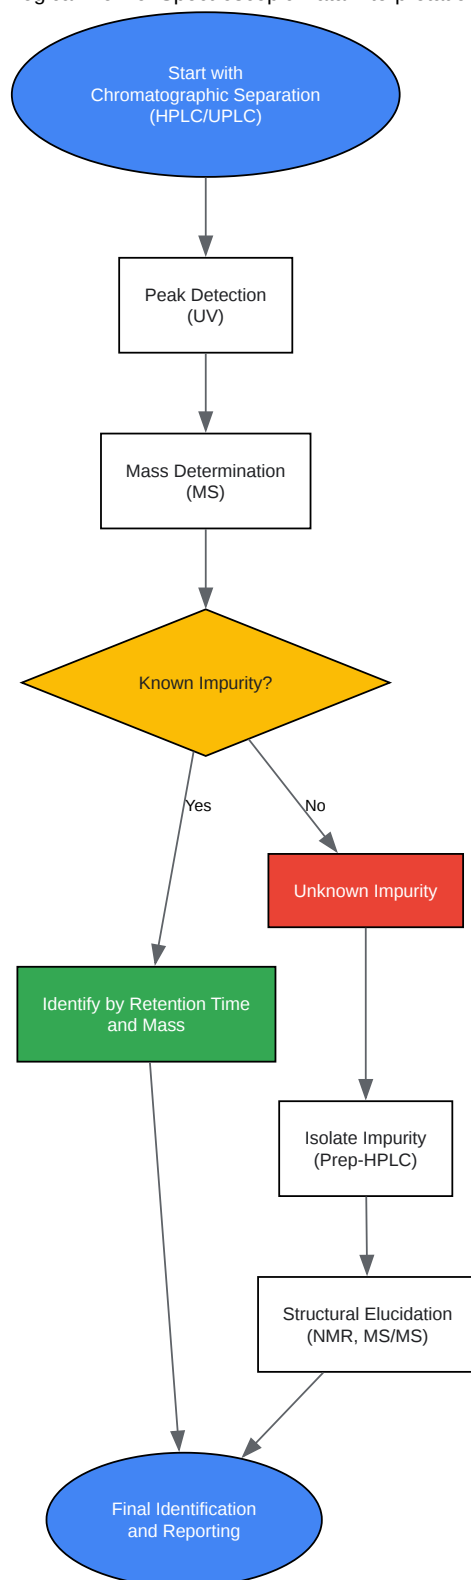 Start with
Chromatographic Separation
(HPLC/UPLC)
Peak Detection
(UV)
Mass Determination
(MS)
Known Impurity?
Yes
No
Unknown Impurity
Identify by Retention Time
and Mass
Isolate Impurity
(Prep-HPLC)
Structural Elucidation
(NMR, MS/MS)
Final Identification
and Reporting